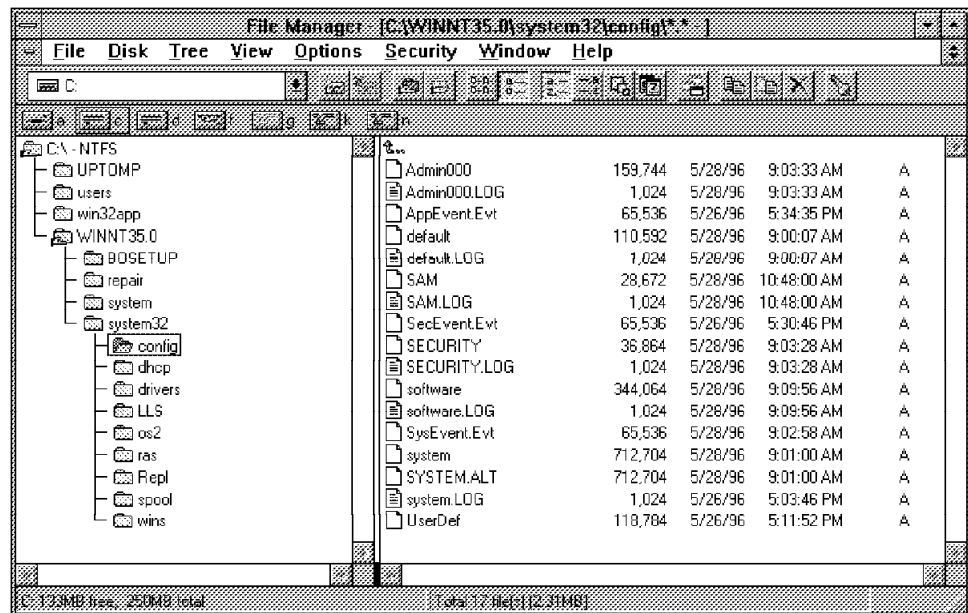 File Manager - [C:\WINNT35.0\system32\config\*.* - ]
File Disk Tree View Options Security Window Help
C:
a c d f g k n
C:\ - NTFS
UPTOMP
users
win32app
WINNT35.0
BOSETUP
repair
system
system32
config
dhcp
drivers
LLS
os2
ras
Repl
spool
wins
Admin000 159,744 5/28/96 9:03:33 AM A
Admin000.LOG 1,024 5/28/96 9:03:33 AM A
AppEvent.Evt 65,536 5/26/96 5:34:35 PM A
default 110,592 5/28/96 9:00:07 AM A
default.LOG 1,024 5/28/96 9:00:07 AM A
SAM 28,672 5/28/96 10:48:00 AM A
SAM.LOG 1,024 5/28/96 10:48:00 AM A
SecEvent.Evt 65,536 5/26/96 5:30:46 PM A
SECURITY 36,864 5/28/96 9:03:28 AM A
SECURITY.LOG 1,024 5/28/96 9:03:28 AM A
software 344,064 5/28/96 9:09:56 AM A
software.LOG 1,024 5/28/96 9:09:56 AM A
SysEvent.Evt 65,536 5/28/96 9:02:58 AM A
system 712,704 5/28/96 9:01:00 AM A
SYSTEM.ALT 712,704 5/28/96 9:01:00 AM A
system.LOG 1,024 5/26/96 5:03:46 PM A
UserDef 118,784 5/26/96 5:11:52 PM A
C: 133MB free, 250MB total Total 17 file(s) (2.31MB)